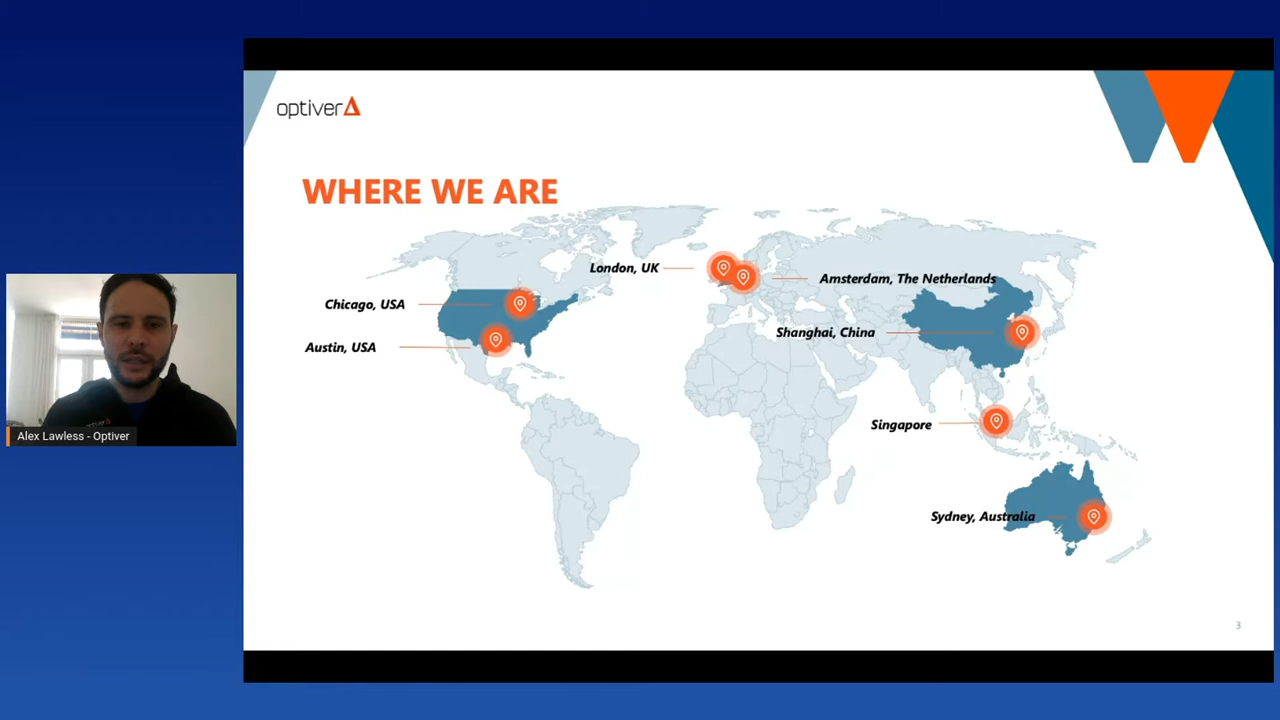 optiver
WHERE WE ARE
London, UK
Amsterdam, The Netherlands
Chicago, USA
Shanghai, China
Austin, USA
Singapore
Sydney, Australia
Alex Lawless - Optiver
3